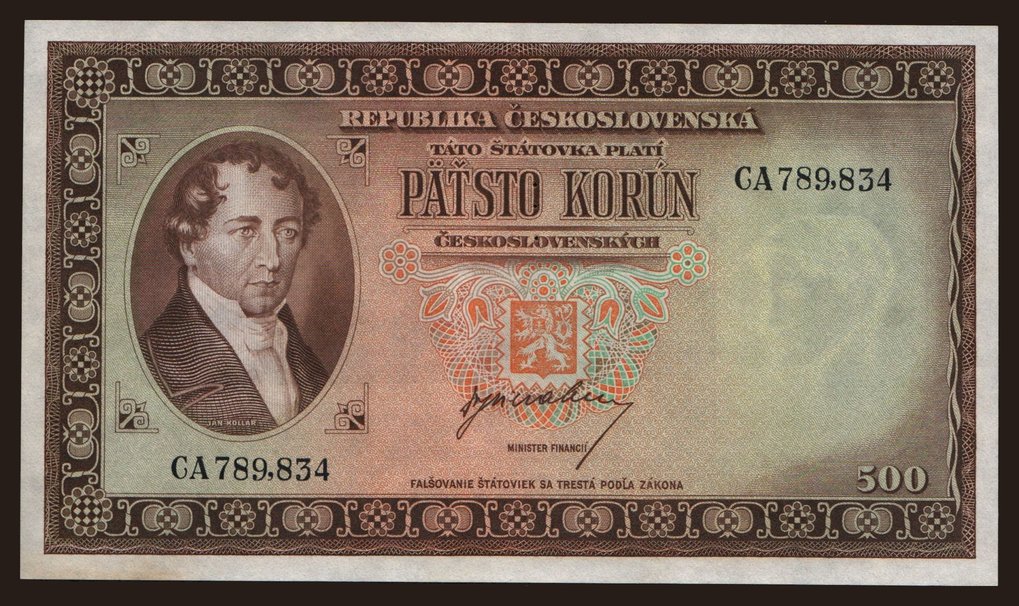 REPUBLIKA ČESKOSLOVENSKÁ
TÁTO ŠTÁTOVKA PLATÍ
PÄŤSTO KORÚN
ČESKOSLOVENSKÝCH
CA 789,834
JÁN KOLLÁR
MINISTER FINANCIÍ
CA 789,834
FALŠOVANIE ŠTÁTOVIEK SA TRESTÁ PODĽA ZÁKONA
500